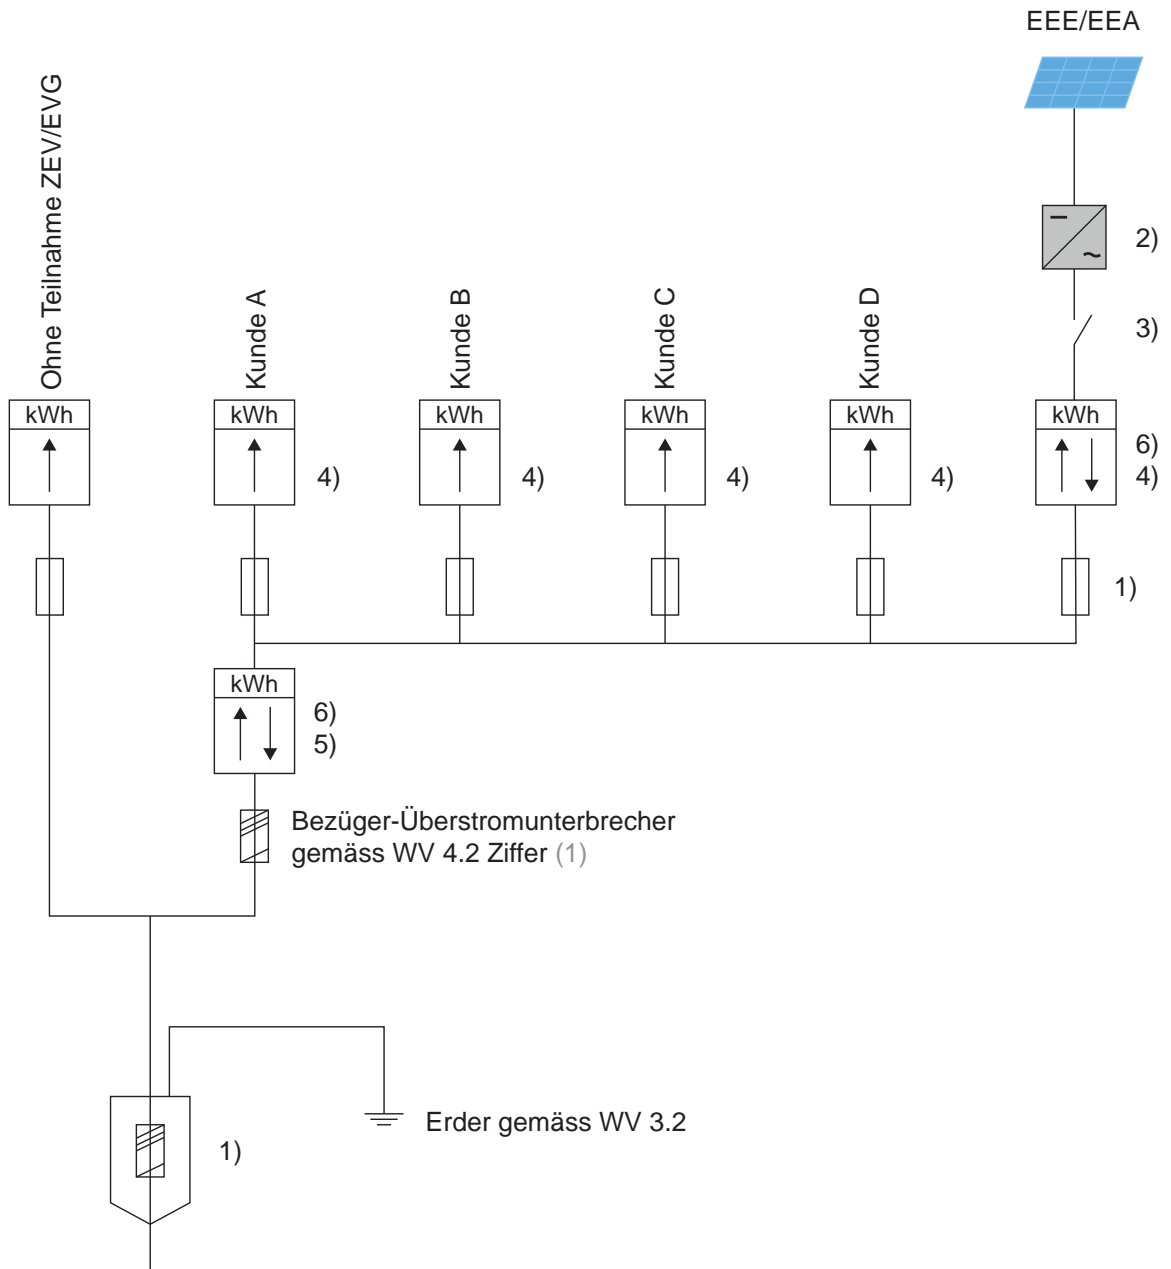 EEE/EEA
Ohne Teilnahme ZEV/EVG
Kunde A
Kunde B
Kunde C
Kunde D
2)
3)
kWh
kWh
kWh
kWh
kWh
kWh
4)
4)
4)
4)
6)
4)
1)
kWh
6)
5)
Bezüger-Überstromunterbrecher
gemäss WV 4.2 Ziffer (1)
Erder gemäss WV 3.2
1)